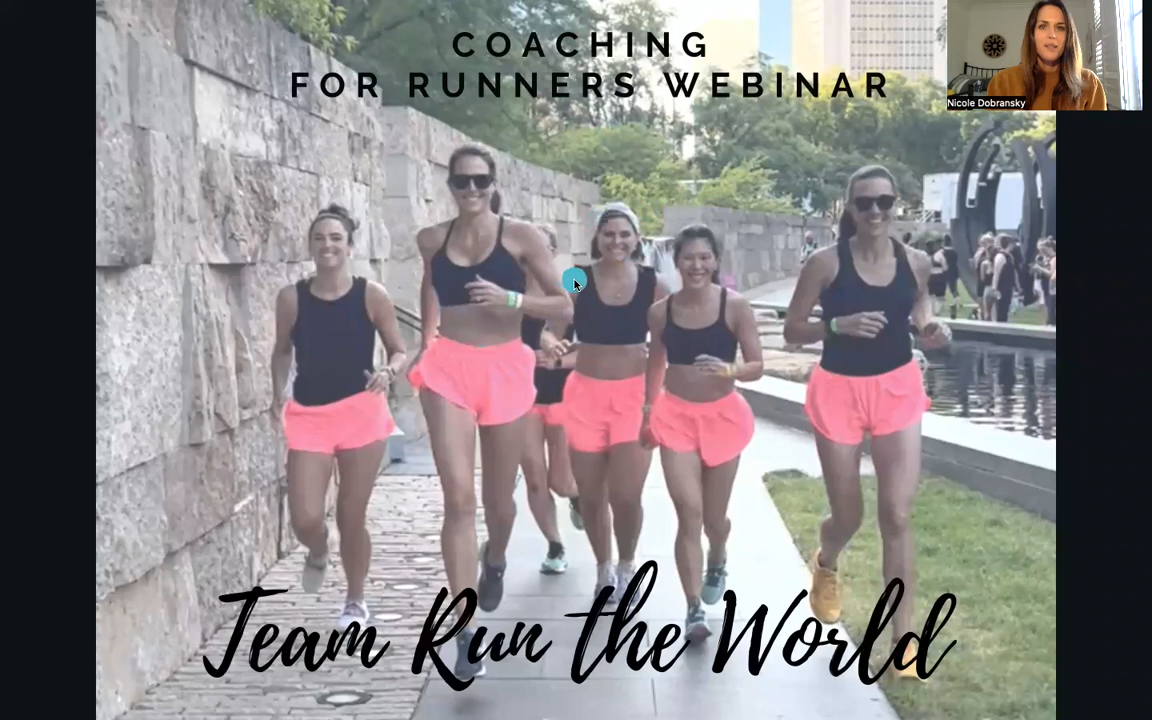 COACHING
FOR RUNNERS WEBINAR
Nicole Dobransky
Team Run the World